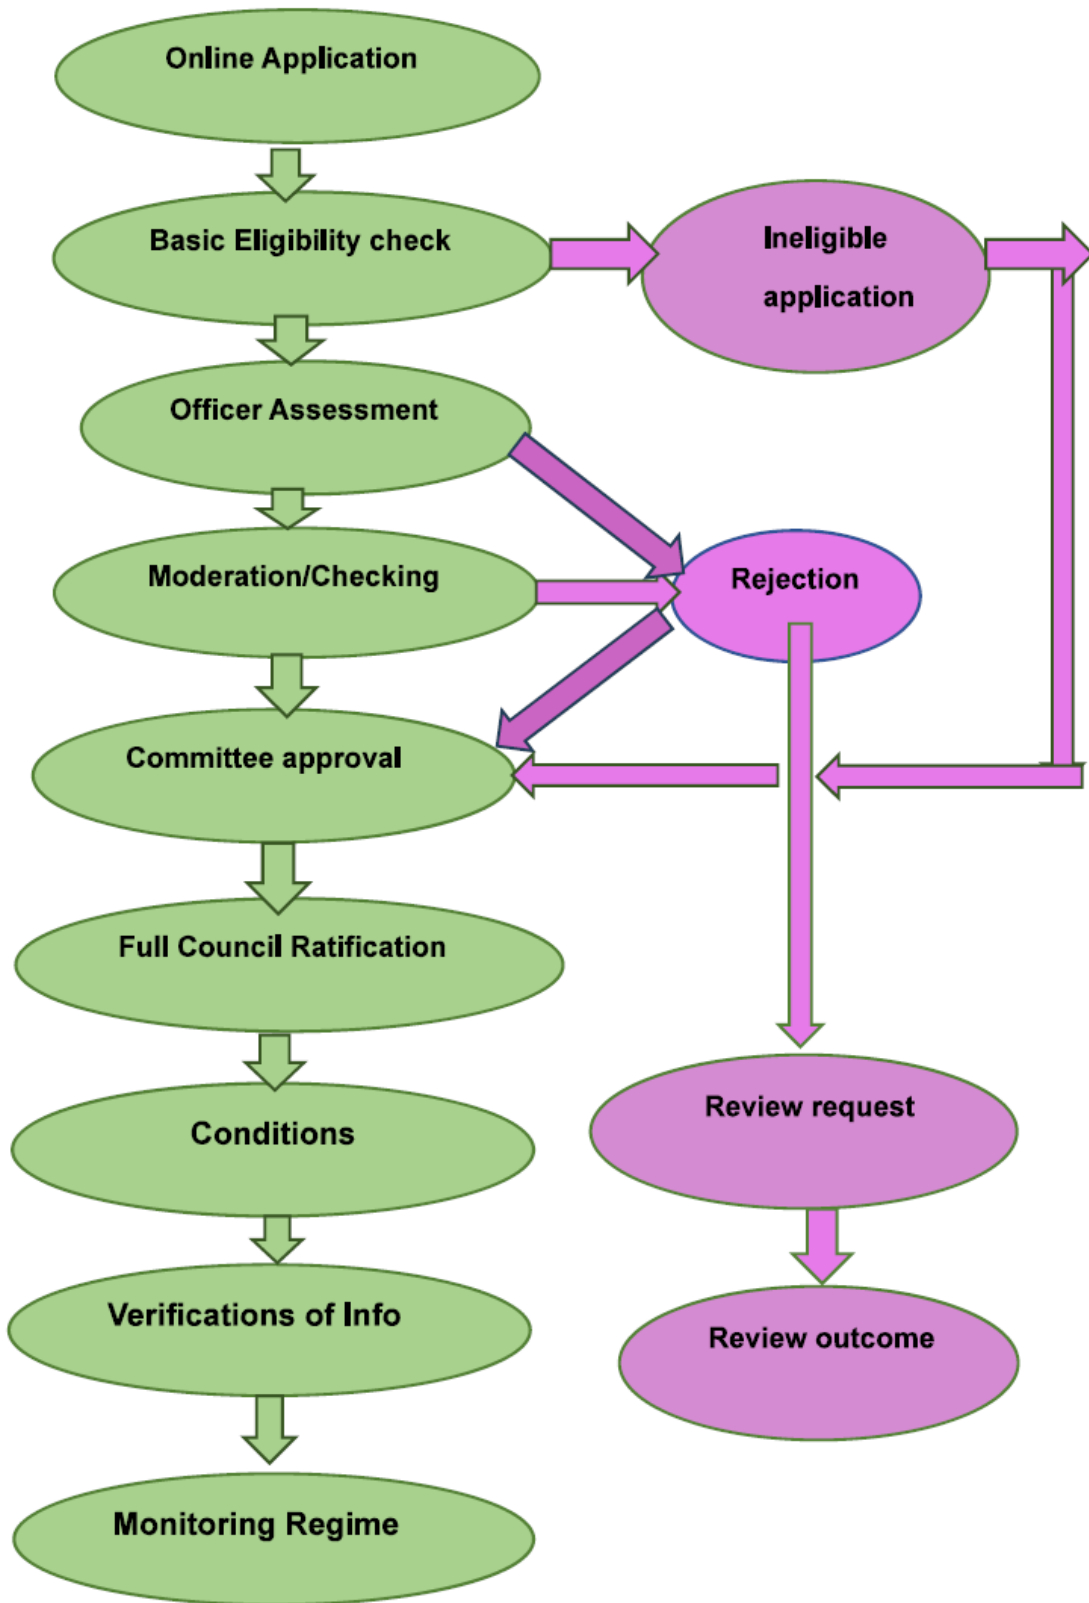 Online Application
Basic Eligibility check
Ineligible
application
Officer Assessment
Moderation/Checking
Rejection
Committee approval
Full Council Ratification
Conditions
Review request
Verifications of Info
Review outcome
Monitoring Regime